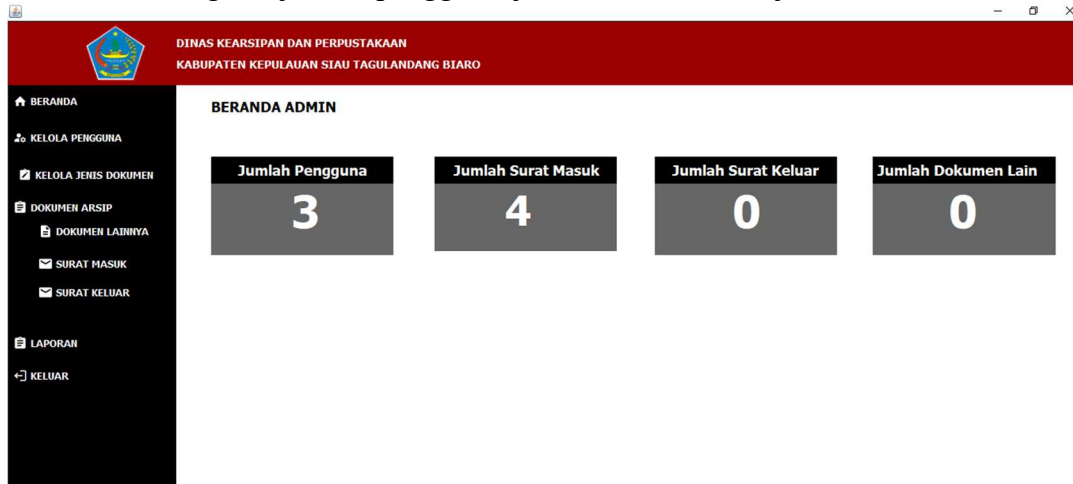 DINAS KEARSIPAN DAN PERPUSTAKAAN
KABUPATEN KEPULAUAN SIAU TAGULANDANG BIARO
BERANDA
KELOLA PENGGUNA
KELOLA JENIS DOKUMEN
DOKUMEN ARSIP
DOKUMEN LAINNYA
SURAT MASUK
SURAT KELUAR
LAPORAN
KELUAR
BERANDA ADMIN
Jumlah Pengguna
3
Jumlah Surat Masuk
4
Jumlah Surat Keluar
0
Jumlah Dokumen Lain
0